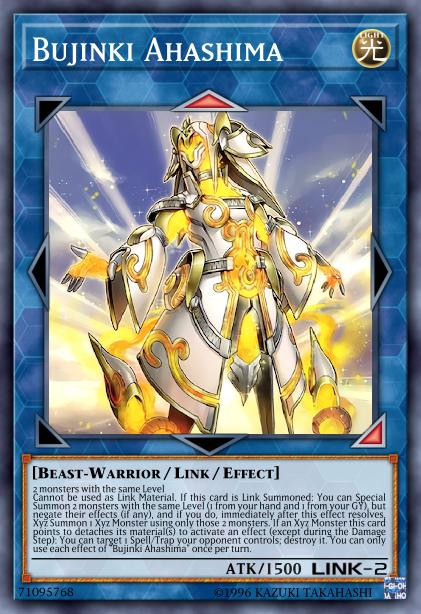 BUJINKI AHASHIMA
LIGHT
光
[BEAST-WARRIOR / LINK / EFFECT]
2 monsters with the same Level
Cannot be used as Link Material. If this card is Link Summoned: You can Special
Summon 2 monsters with the same Level (1 from your hand and 1 from your GY), but
negate their effects (if any), and if you do, immediately after this effect resolves,
Xyz Summon 1 Xyz Monster using only those 2 monsters. If an Xyz Monster this card
points to detaches its material(s) to activate an effect (except during the Damage
Step): You can target 1 Spell/Trap your opponent controls; destroy it. You can only
use each effect of "Bujinki Ahashima" once per turn.
ATK/1500 LINK-2
71095768
©1996 KAZUKI TAKAHASHI